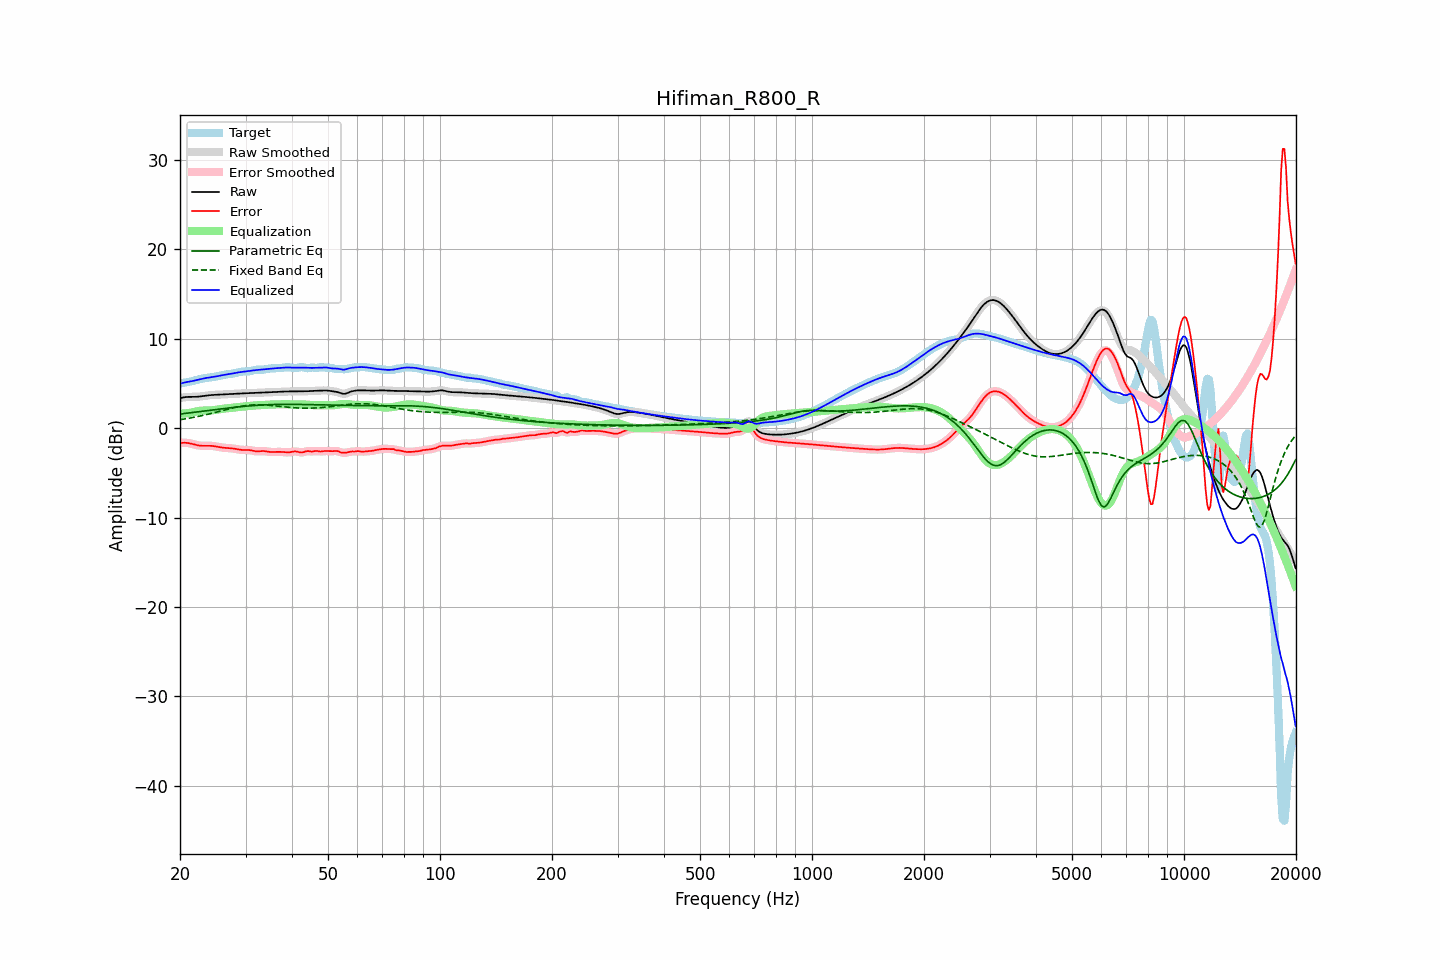 Hifiman_R800_R
Target
Raw Smoothed
Error Smoothed
Raw
Error
Equalization
Parametric Eq
Fixed Band Eq
Equalized
30
20
10
0
−10
−20
−30
−40
Amplitude (dBr)
20
50
100
200
500
1000
2000
5000
10000
20000
Frequency (Hz)